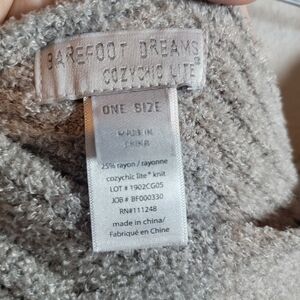 BAREFOOT DREAMS®
COZYCHIC LITE®
ONE SIZE
MADE IN
CHINA
25% rayon / rayonne
cozychic lite® knit
LOT # 1902CG05
JOB # BF000330
RN#111248
made in china/
Fabriqué en Chine